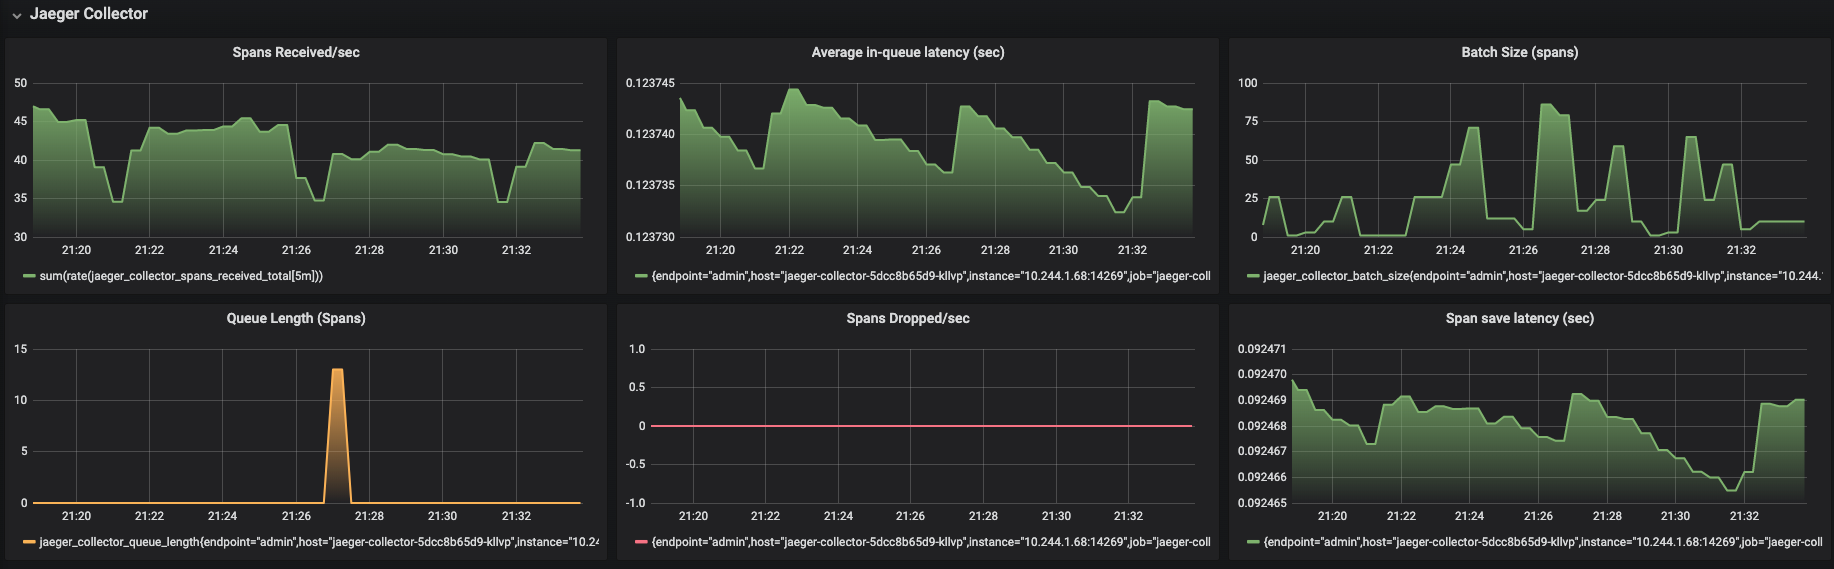 Jaeger Collector
Spans Received/sec
50
45
40
35
30
21:20 21:22 21:24 21:26 21:28 21:30 21:32
sum(rate(jaeger_collector_spans_received_total[5m]))
Average in-queue latency (sec)
0.123745
0.123740
0.123735
0.123730
21:20 21:22 21:24 21:26 21:28 21:30 21:32
{endpoint="admin",host="jaeger-collector-5dcc8b65d9-kllvp",instance="10.244.1.68:14269",job="jaeger-coll
Batch Size (spans)
100
75
50
25
0
21:20 21:22 21:24 21:26 21:28 21:30 21:32
jaeger_collector_batch_size{endpoint="admin",host="jaeger-collector-5dcc8b65d9-kllvp",instance="10.244.
Queue Length (Spans)
15
10
5
0
21:20 21:22 21:24 21:26 21:28 21:30 21:32
jaeger_collector_queue_length{endpoint="admin",host="jaeger-collector-5dcc8b65d9-kllvp",instance="10.24
Spans Dropped/sec
1.0
0.5
0
-0.5
-1.0
21:20 21:22 21:24 21:26 21:28 21:30 21:32
{endpoint="admin",host="jaeger-collector-5dcc8b65d9-kllvp",instance="10.244.1.68:14269",job="jaeger-coll
Span save latency (sec)
0.092471
0.092470
0.092469
0.092468
0.092467
0.092466
0.092465
21:20 21:22 21:24 21:26 21:28 21:30 21:32
{endpoint="admin",host="jaeger-collector-5dcc8b65d9-kllvp",instance="10.244.1.68:14269",job="jaeger-coll